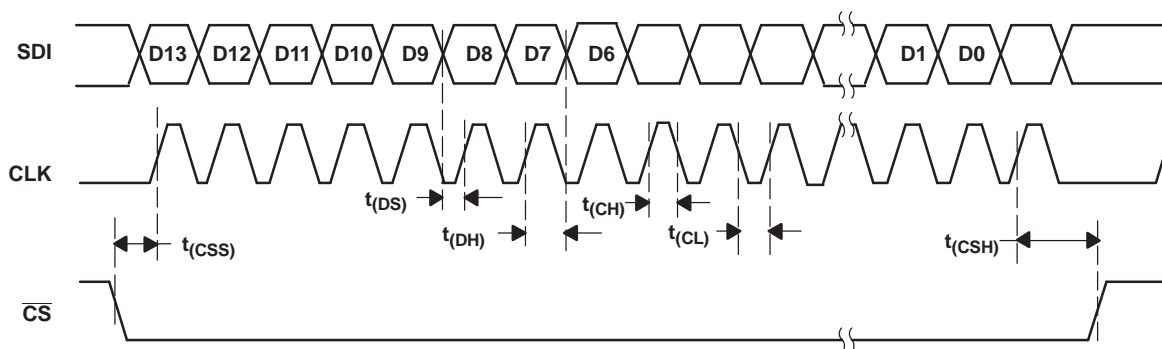 SDI D13 D12 D11 D10 D9 D8 D7 D6 D1 D0
CLK
t(DS) t(CH)
t(DH) t(CL)
t(CSS) t(CSH)
CS